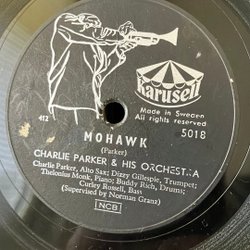 Karusell
Made in Sweden
All rights reserved
412
5018
MOHAWK
(Parker)
CHARLIE PARKER & HIS ORCHESTRA
Charlie Parker, Alto Sax; Dizzy Gillespie, Trumpet;
Thelonius Monk, Piano; Buddy Rich, Drums;
Curley Russell, Bass
(Supervised by Norman Granz)
NCB